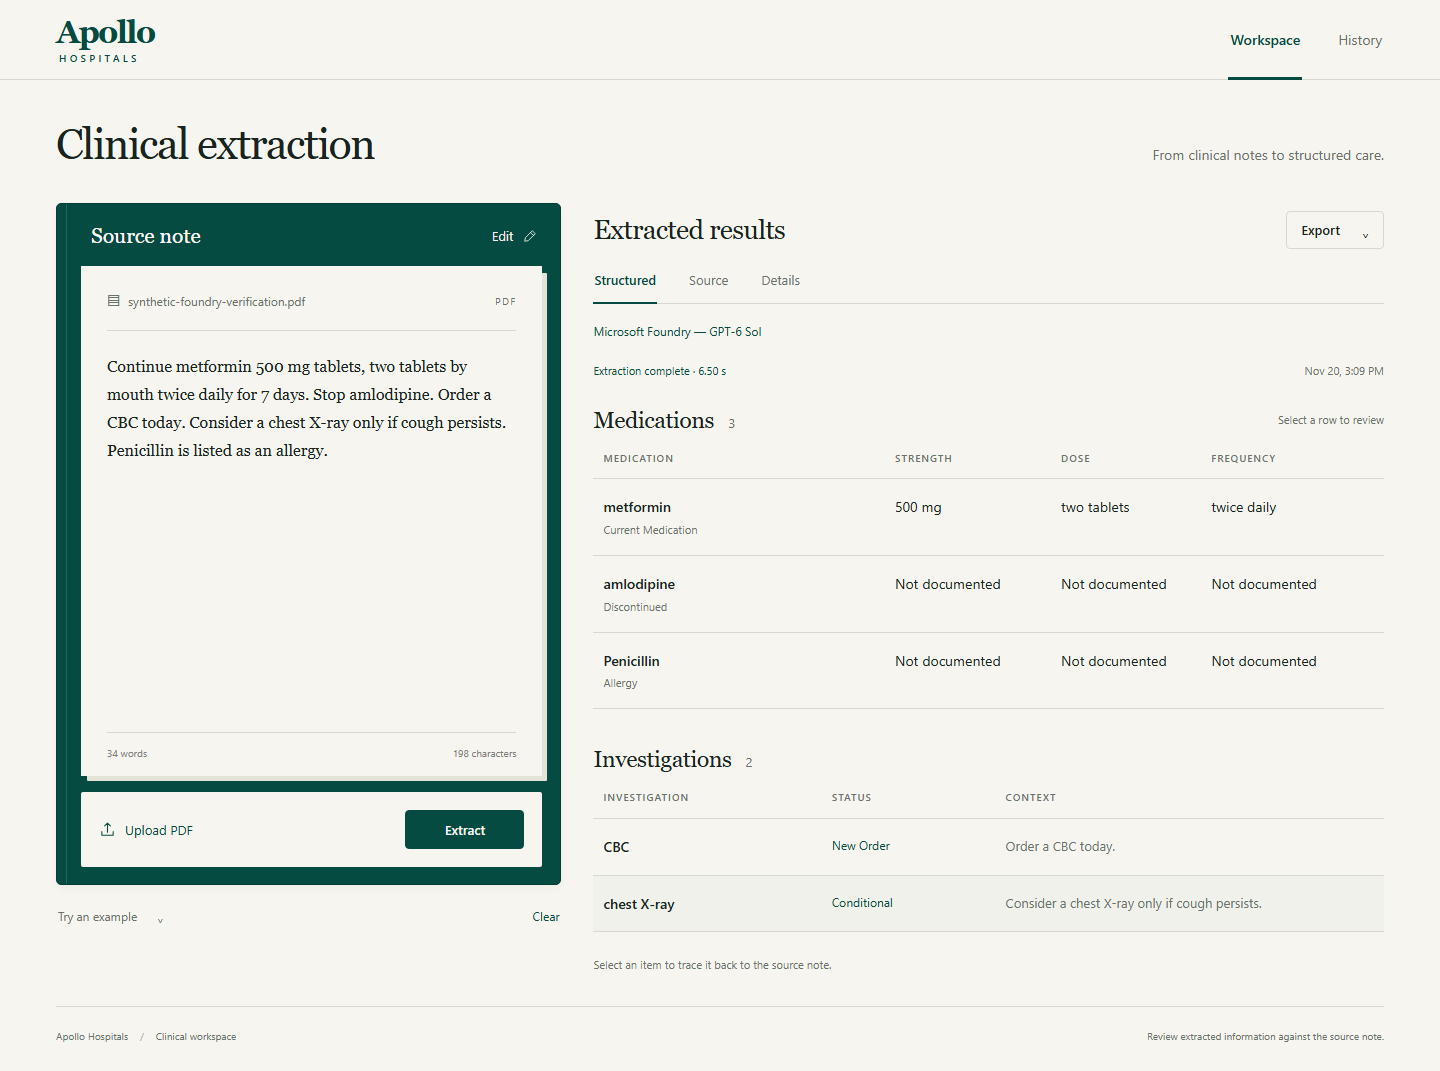 Apollo
HOSPITALS
Workspace
History
Clinical extraction
From clinical notes to structured care.
Source note
Edit
synthetic-foundry-verification.pdf
PDF
Continue metformin 500 mg tablets, two tablets by
mouth twice daily for 7 days. Stop amlodipine. Order a
CBC today. Consider a chest X-ray only if cough persists.
Penicillin is listed as an allergy.
34 words
198 characters
Upload PDF
Extract
Try an example
Clear
Extracted results
Export
Structured
Source
Details
Microsoft Foundry — GPT-6 Sol
Extraction complete · 6.50 s
Nov 20, 3:09 PM
Medications 3
Select a row to review
MEDICATION STRENGTH DOSE FREQUENCY
metformin 500 mg two tablets twice daily
Current Medication
amlodipine Not documented Not documented Not documented
Discontinued
Penicillin Not documented Not documented Not documented
Allergy
Investigations 2
INVESTIGATION STATUS CONTEXT
CBC New Order Order a CBC today.
chest X-ray Conditional Consider a chest X-ray only if cough persists.
Select an item to trace it back to the source note.
Apollo Hospitals / Clinical workspace
Review extracted information against the source note.